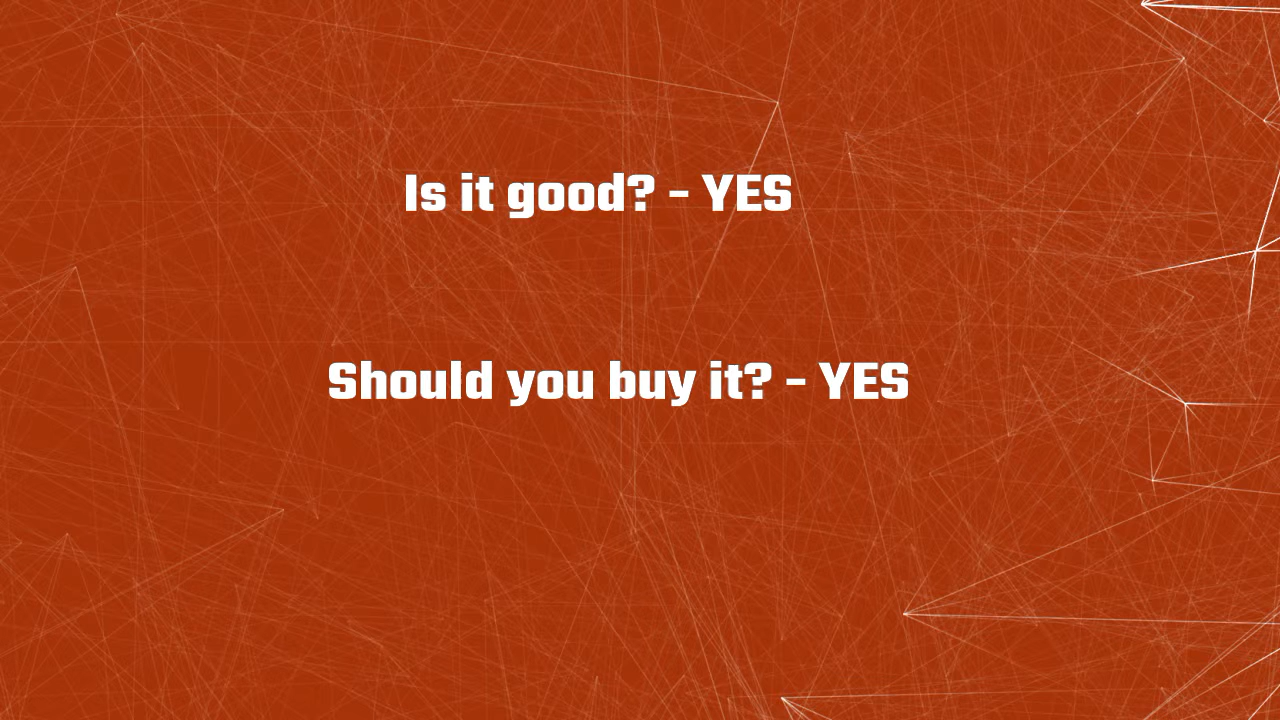 Is it good? - YES
Should you buy it? - YES